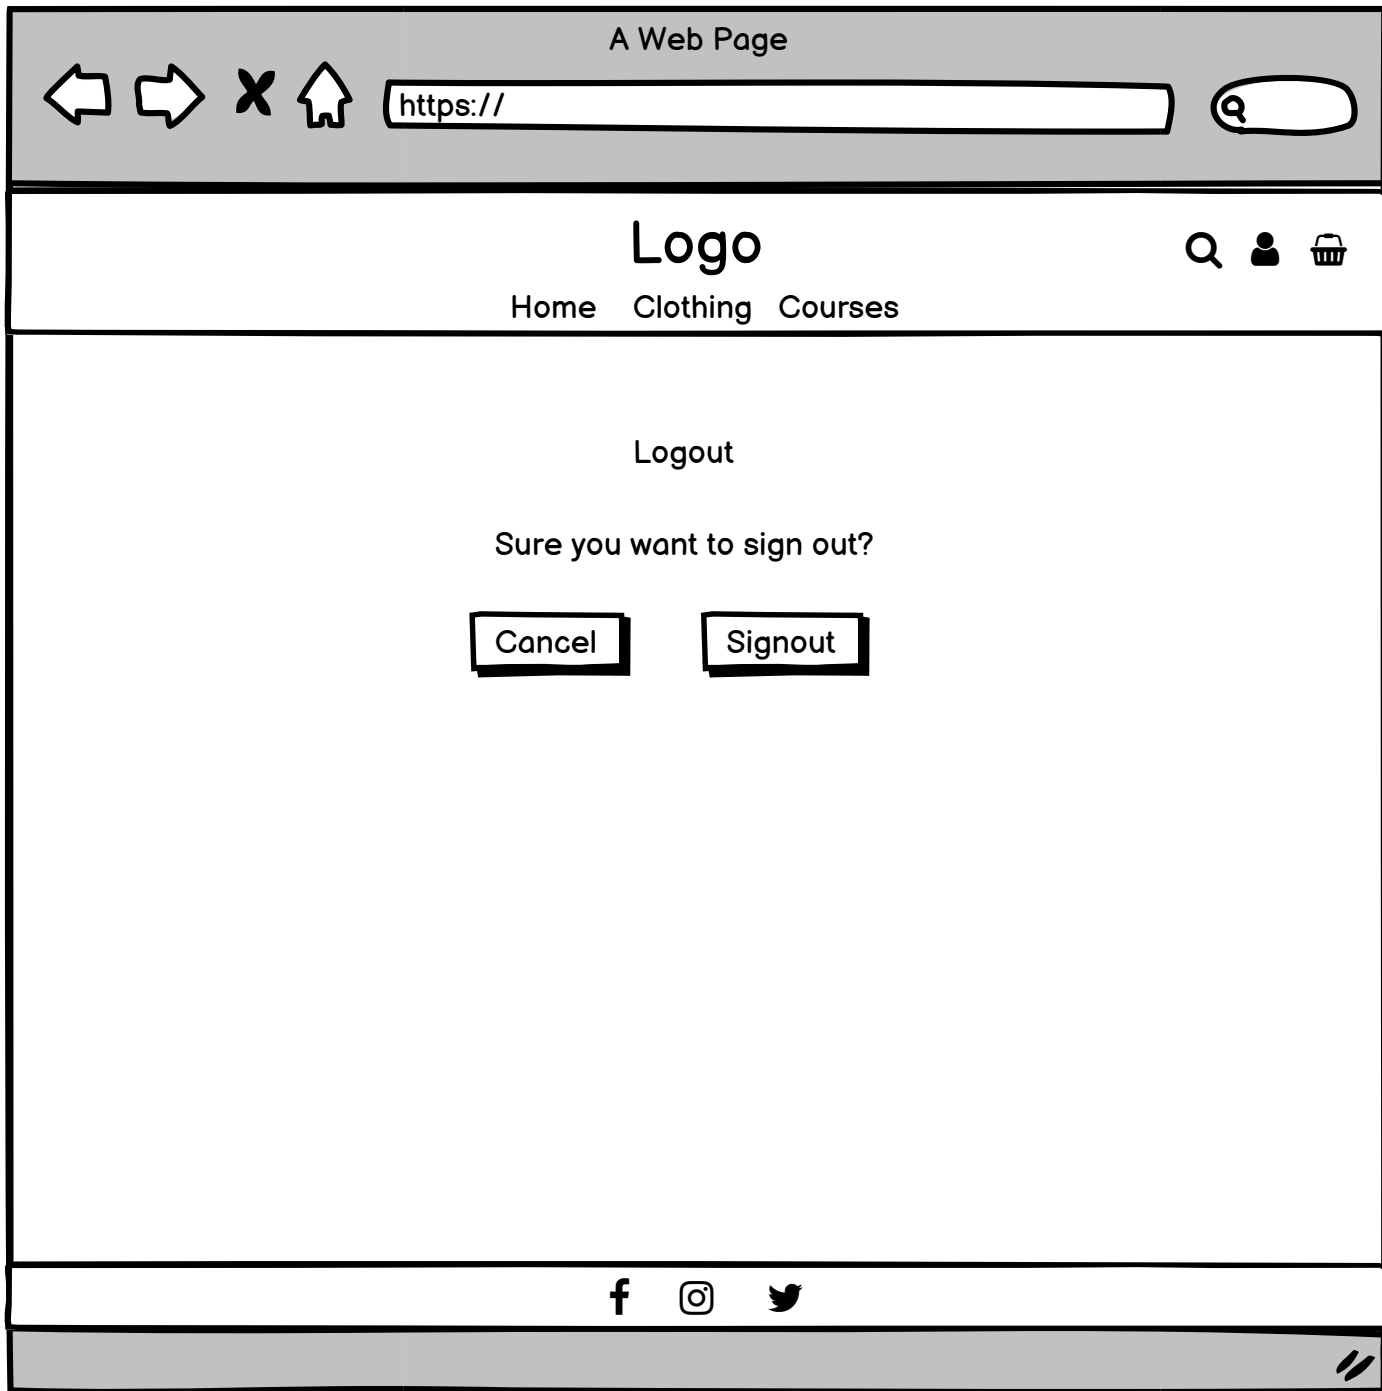 A Web Page
https://
Logo
Home Clothing Courses
Logout
Sure you want to sign out?
Cancel Signout